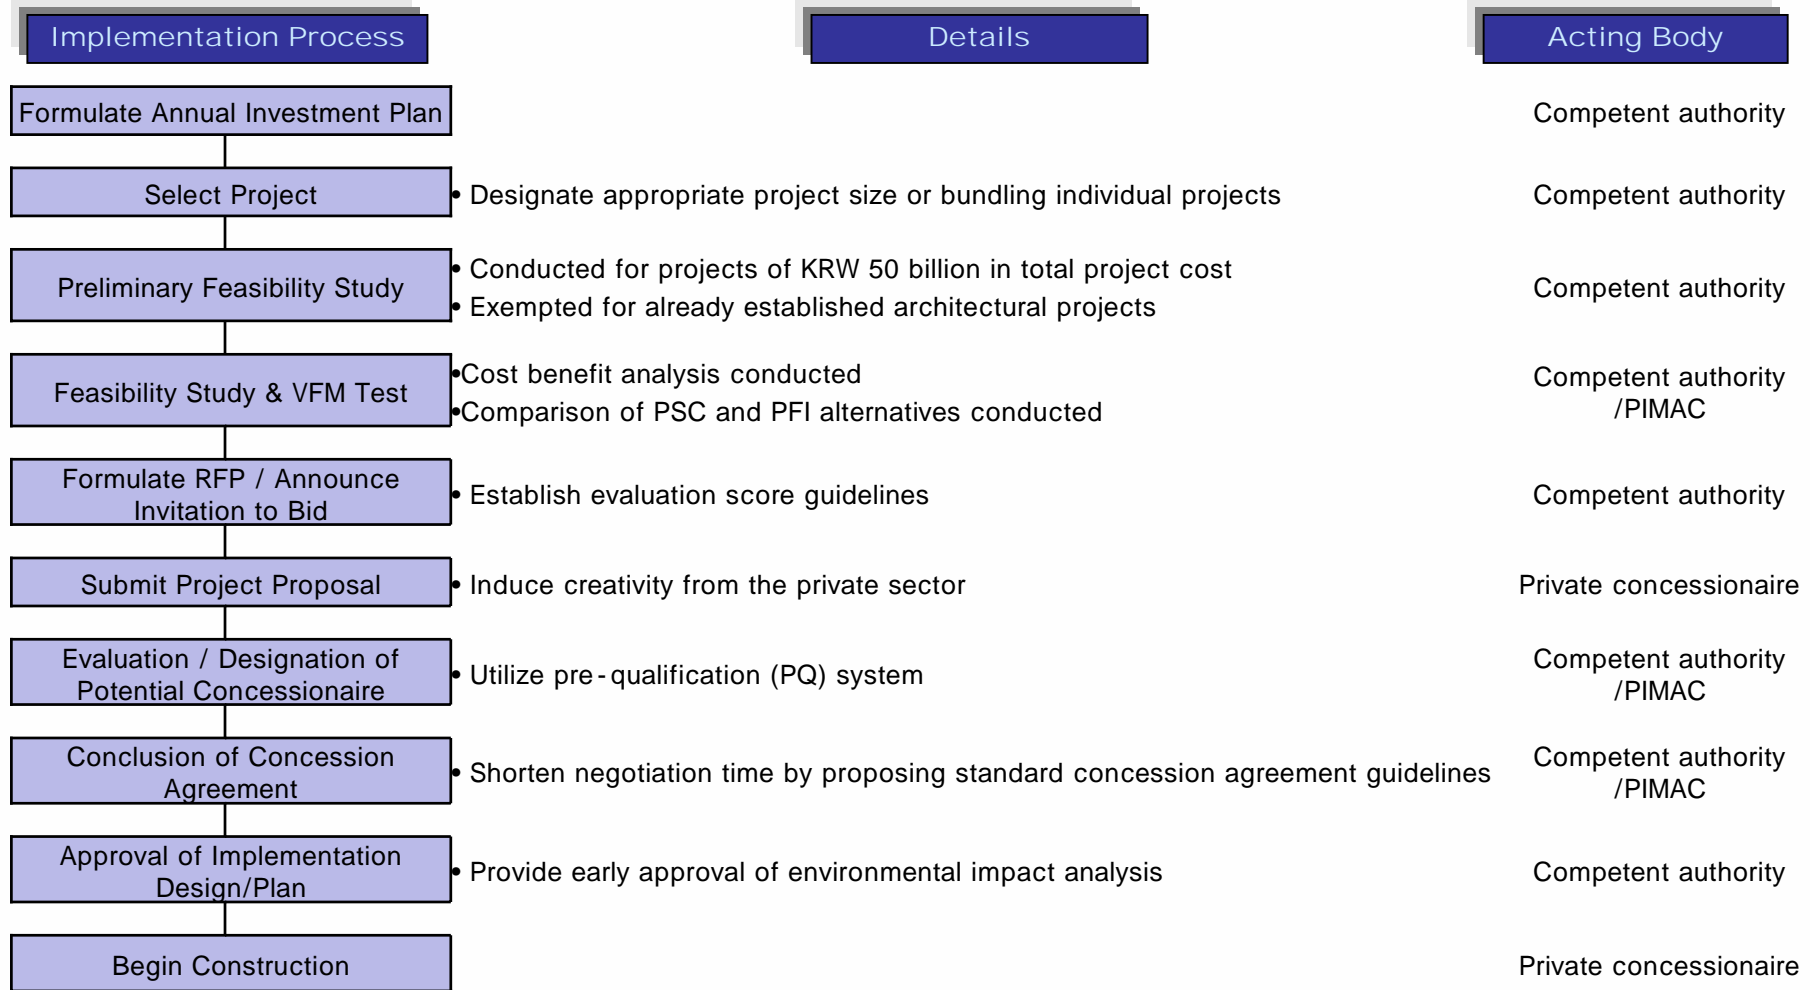 Implementation Process
Details
Acting Body
Formulate Annual Investment Plan
Competent authority
Select Project
• Designate appropriate project size or bundling individual projects
Competent authority
Preliminary Feasibility Study
• Conducted for projects of KRW 50 billion in total project cost
• Exempted for already established architectural projects
Competent authority
Feasibility Study & VFM Test
•Cost benefit analysis conducted
•Comparison of PSC and PFI alternatives conducted
Competent authority
/PIMAC
Formulate RFP / Announce
Invitation to Bid
• Establish evaluation score guidelines
Competent authority
Submit Project Proposal
• Induce creativity from the private sector
Private concessionaire
Evaluation / Designation of
Potential Concessionaire
• Utilize pre-qualification (PQ) system
Competent authority
/PIMAC
Conclusion of Concession
Agreement
• Shorten negotiation time by proposing standard concession agreement guidelines
Competent authority
/PIMAC
Approval of Implementation
Design/Plan
• Provide early approval of environmental impact analysis
Competent authority
Begin Construction
Private concessionaire